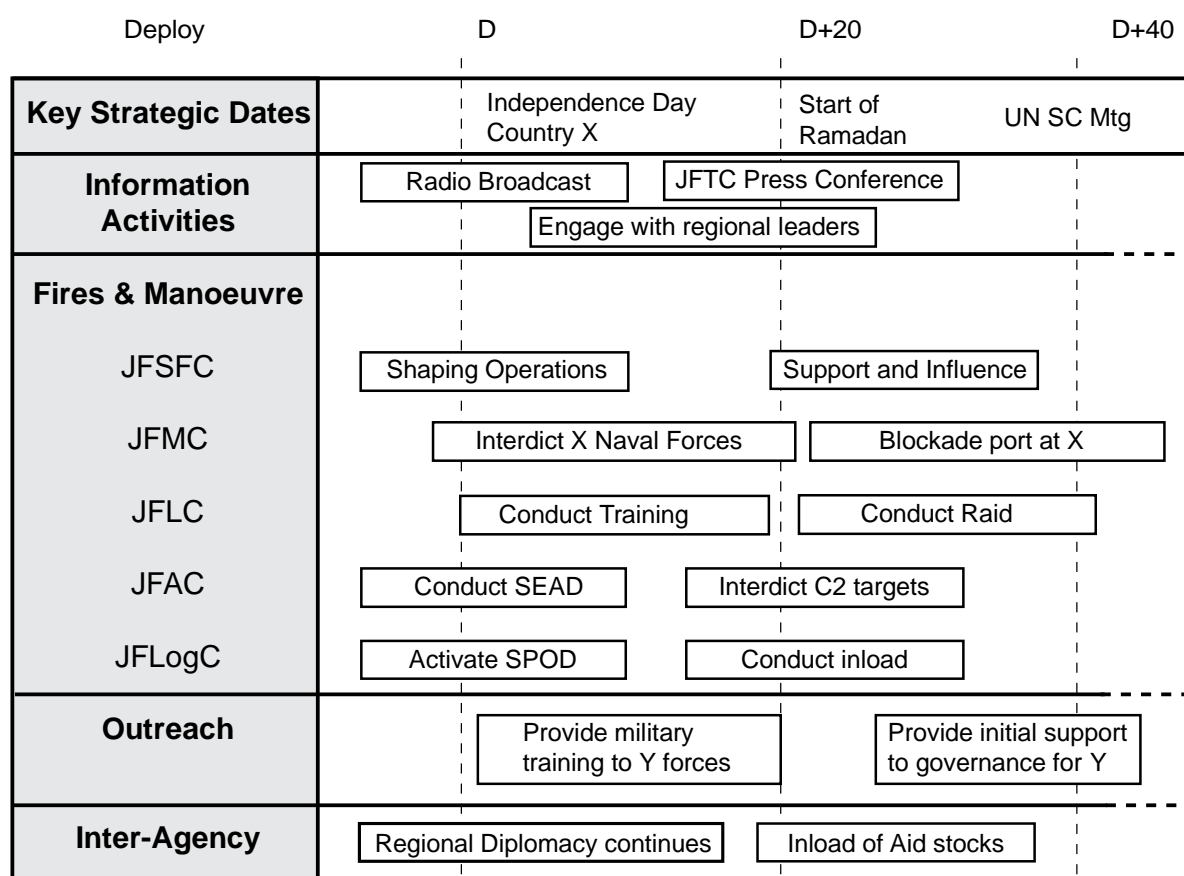 Deploy D D+20 D+40
Key Strategic Dates
Independence Day
Country X
Start of
Ramadan
UN SC Mtg
Information
Activities
Radio Broadcast
JFTC Press Conference
Engage with regional leaders
Fires & Manoeuvre
JFSFC
Shaping Operations
Support and Influence
JFMC
Interdict X Naval Forces
Blockade port at X
JFLC
Conduct Training
Conduct Raid
JFAC
Conduct SEAD
Interdict C2 targets
JFLogC
Activate SPOD
Conduct inload
Outreach
Provide military
training to Y forces
Provide initial support
to governance for Y
Inter-Agency
Regional Diplomacy continues
Inload of Aid stocks